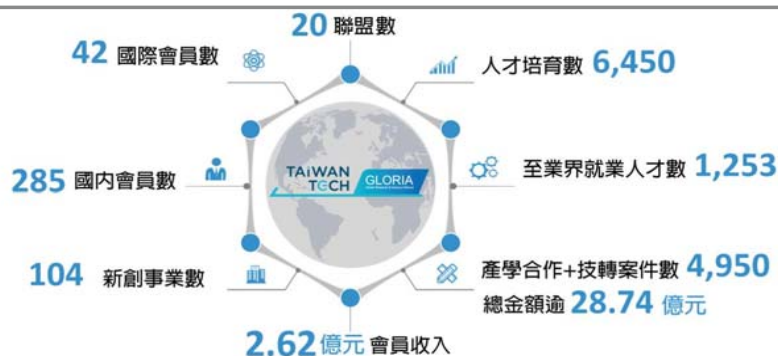 20 聯盟數
42 國際會員數
人才培育數 6,450
285 國内會員數
TAiWAN
TECH
GLORIA
至業界就業人才數 1,253
104 新創事業數
產學合作+技轉案件數 4,950
總金額逾 28.74 億元
2.62億元 會員收入